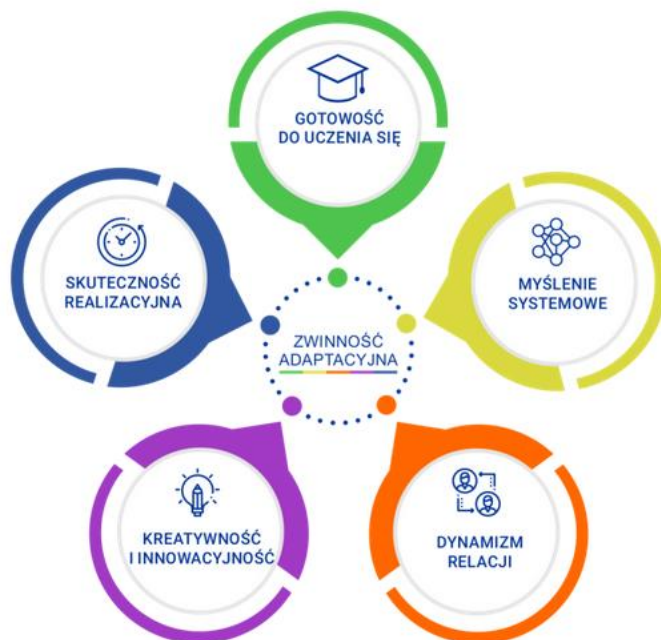 GOTOWOŚĆ
DO UCZENIA SIĘ
SKUTECZNOŚĆ
REALIZACYJNA
MYŚLENIE
SYSTEMOWE
ZWINNOŚĆ
ADAPTACYJNA
KREATYWNOŚĆ
I INNOWACYJNOŚĆ
DYNAMIZM
RELACJI